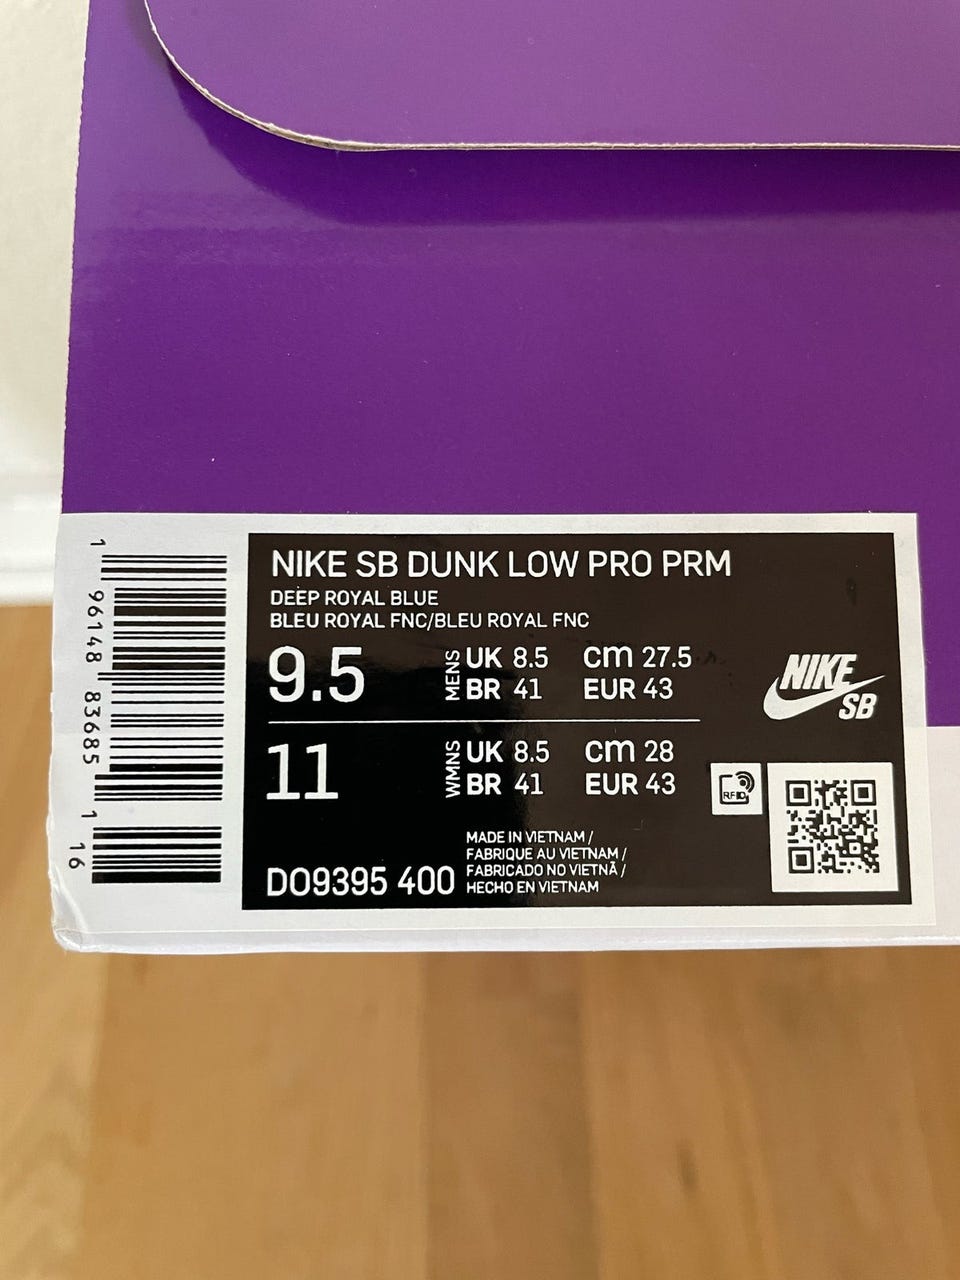 NIKE SB DUNK LOW PRO PRM
DEEP ROYAL BLUE
BLEU ROYAL FNC/BLEU ROYAL FNC
9.5 MENS UK 8.5 CM 27.5
BR 41 EUR 43
11 WMNS UK 8.5 CM 28
BR 41 EUR 43
NIKE
SB
RFID
DO9395 400
MADE IN VIETNAM /
FABRIQUE AU VIETNAM /
FABRICADO NO VIETNÃ /
HECHO EN VIETNAM
1 96148 83685 1 16